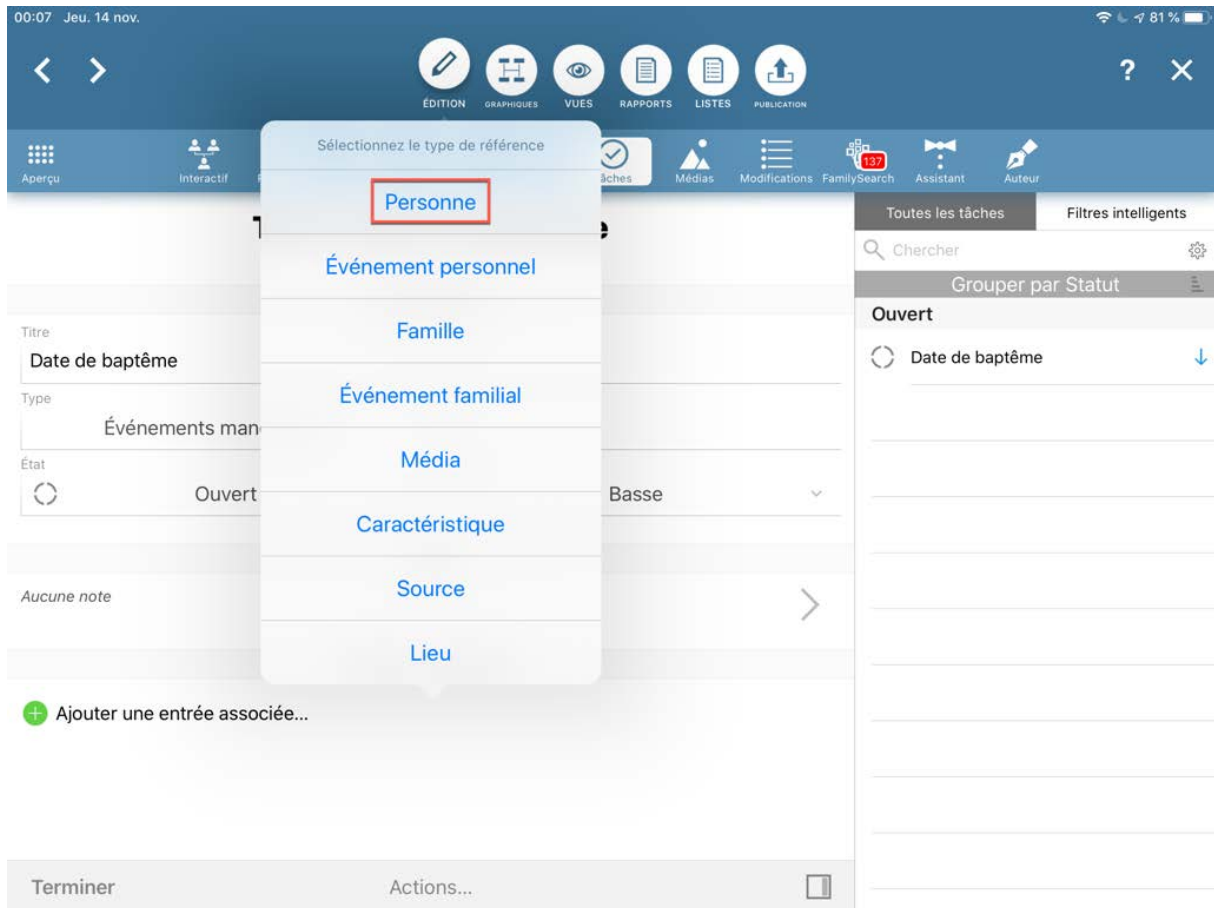 00:07 Jeu. 14 nov.
81 %
ÉDITION
GRAPHIQUES
VUES
RAPPORTS
LISTES
PUBLICATION
?
Aperçu
Interactif
Médias
Modifications
FamilySearch
137
Assistant
Auteur
Sélectionnez le type de référence
Personne
Événement personnel
Famille
Événement familial
Média
Caractéristique
Source
Lieu
Titre
Date de baptême
Type
Événements man
État
Ouvert
Basse
Aucune note
Ajouter une entrée associée...
Terminer
Actions...
Toutes les tâches
Filtres intelligents
Chercher
Grouper par Statut
Ouvert
Date de baptême